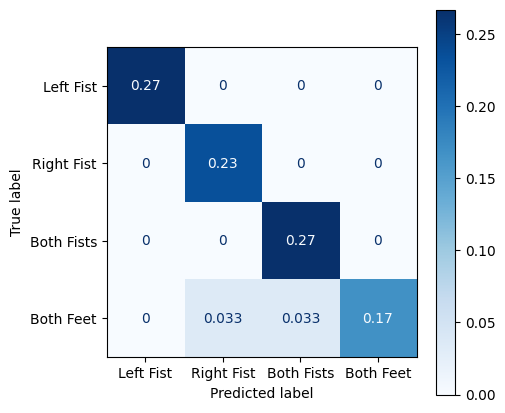 Left Fist 0.27 0 0 0
Right Fist 0 0.23 0 0
Both Fists 0 0 0.27 0
Both Feet 0 0.033 0.033 0.17
Left Fist Right Fist Both Fists Both Feet
Predicted label
True label
0.25
0.20
0.15
0.10
0.05
0.00